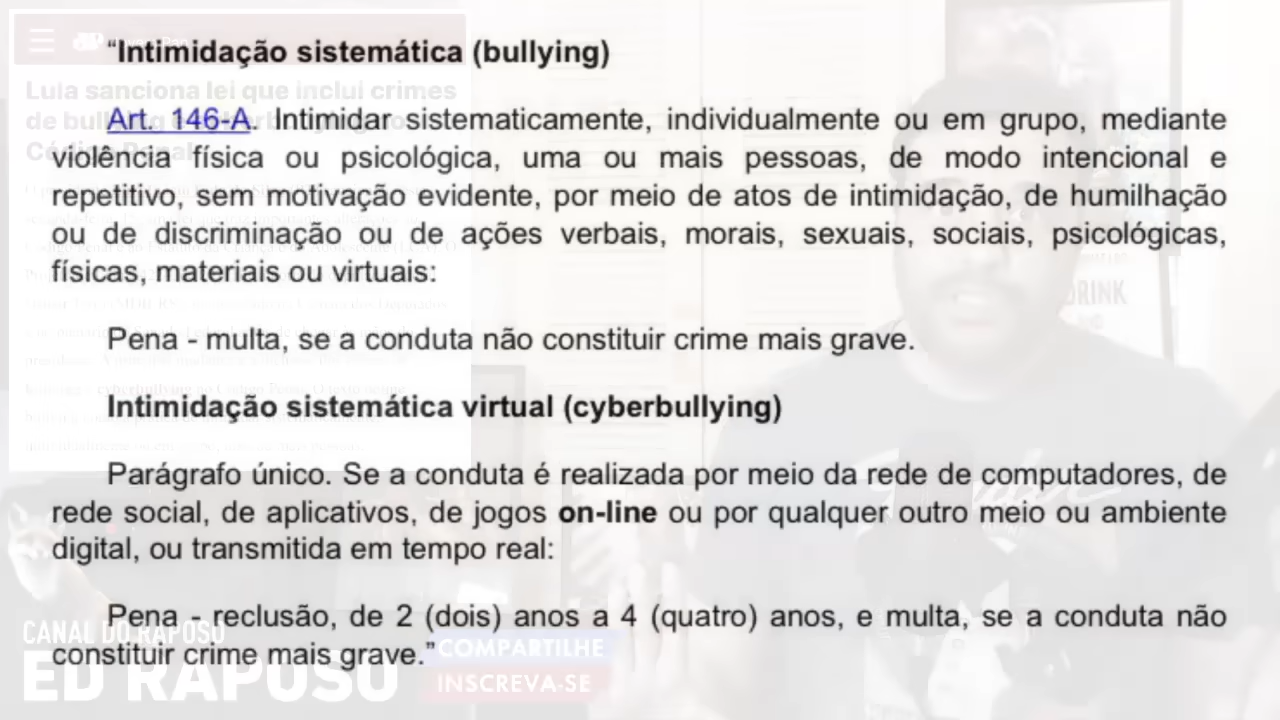 “Intimidação sistemática (bullying)
Lula sanciona lei que inclui crimes
Art. 146-A. Intimidar sistematicamente, individualmente ou em grupo, mediante
violência física ou psicológica, uma ou mais pessoas, de modo intencional e
repetitivo, sem motivação evidente, por meio de atos de intimidação, de humilhação
ou de discriminação ou de ações verbais, morais, sexuais, sociais, psicológicas,
físicas, materiais ou virtuais:
DRINK
Pena - multa, se a conduta não constituir crime mais grave.
Intimidação sistemática virtual (cyberbullying)
Parágrafo único. Se a conduta é realizada por meio da rede de computadores, de
rede social, de aplicativos, de jogos on-line ou por qualquer outro meio ou ambiente
digital, ou transmitida em tempo real:
Pena - reclusão, de 2 (dois) anos a 4 (quatro) anos, e multa, se a conduta não
constituir crime mais grave.”
CANAL DO RAPOSO
ED RAPOSO
COMPARTILHE
INSCREVA-SE